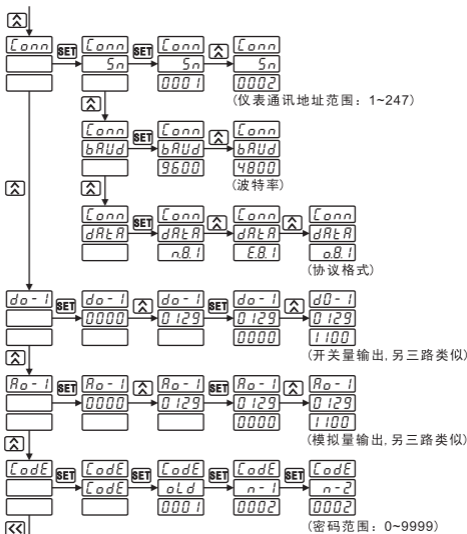 Conn SET Conn SET Conn Conn
Sn Sn Sn
0001 0002
(仪表通讯地址范围：1~247)
Conn SET Conn Conn
bAUd bAUd bAUd
9600 4800
(波特率)
Conn SET Conn Conn Conn
dAtA dAtA dAtA dAtA
n.8.1 E.8.1 o.8.1
(协议格式)
do-1 SET do-1 do-1 SET do-1 dO-1
0000 0129 0129 0129
0000 1100
(开关量输出,另三路类似)
Ao-1 SET Ao-1 Ao-1 SET Ao-1 Ao-1
0000 0129 0129 0129
0000 1100
(模拟量输出,另三路类似)
CodE SET CodE SET CodE SET CodE SET CodE
CodE oLd n-1 n-2
0001 0002 0002
(密码范围：0~9999)